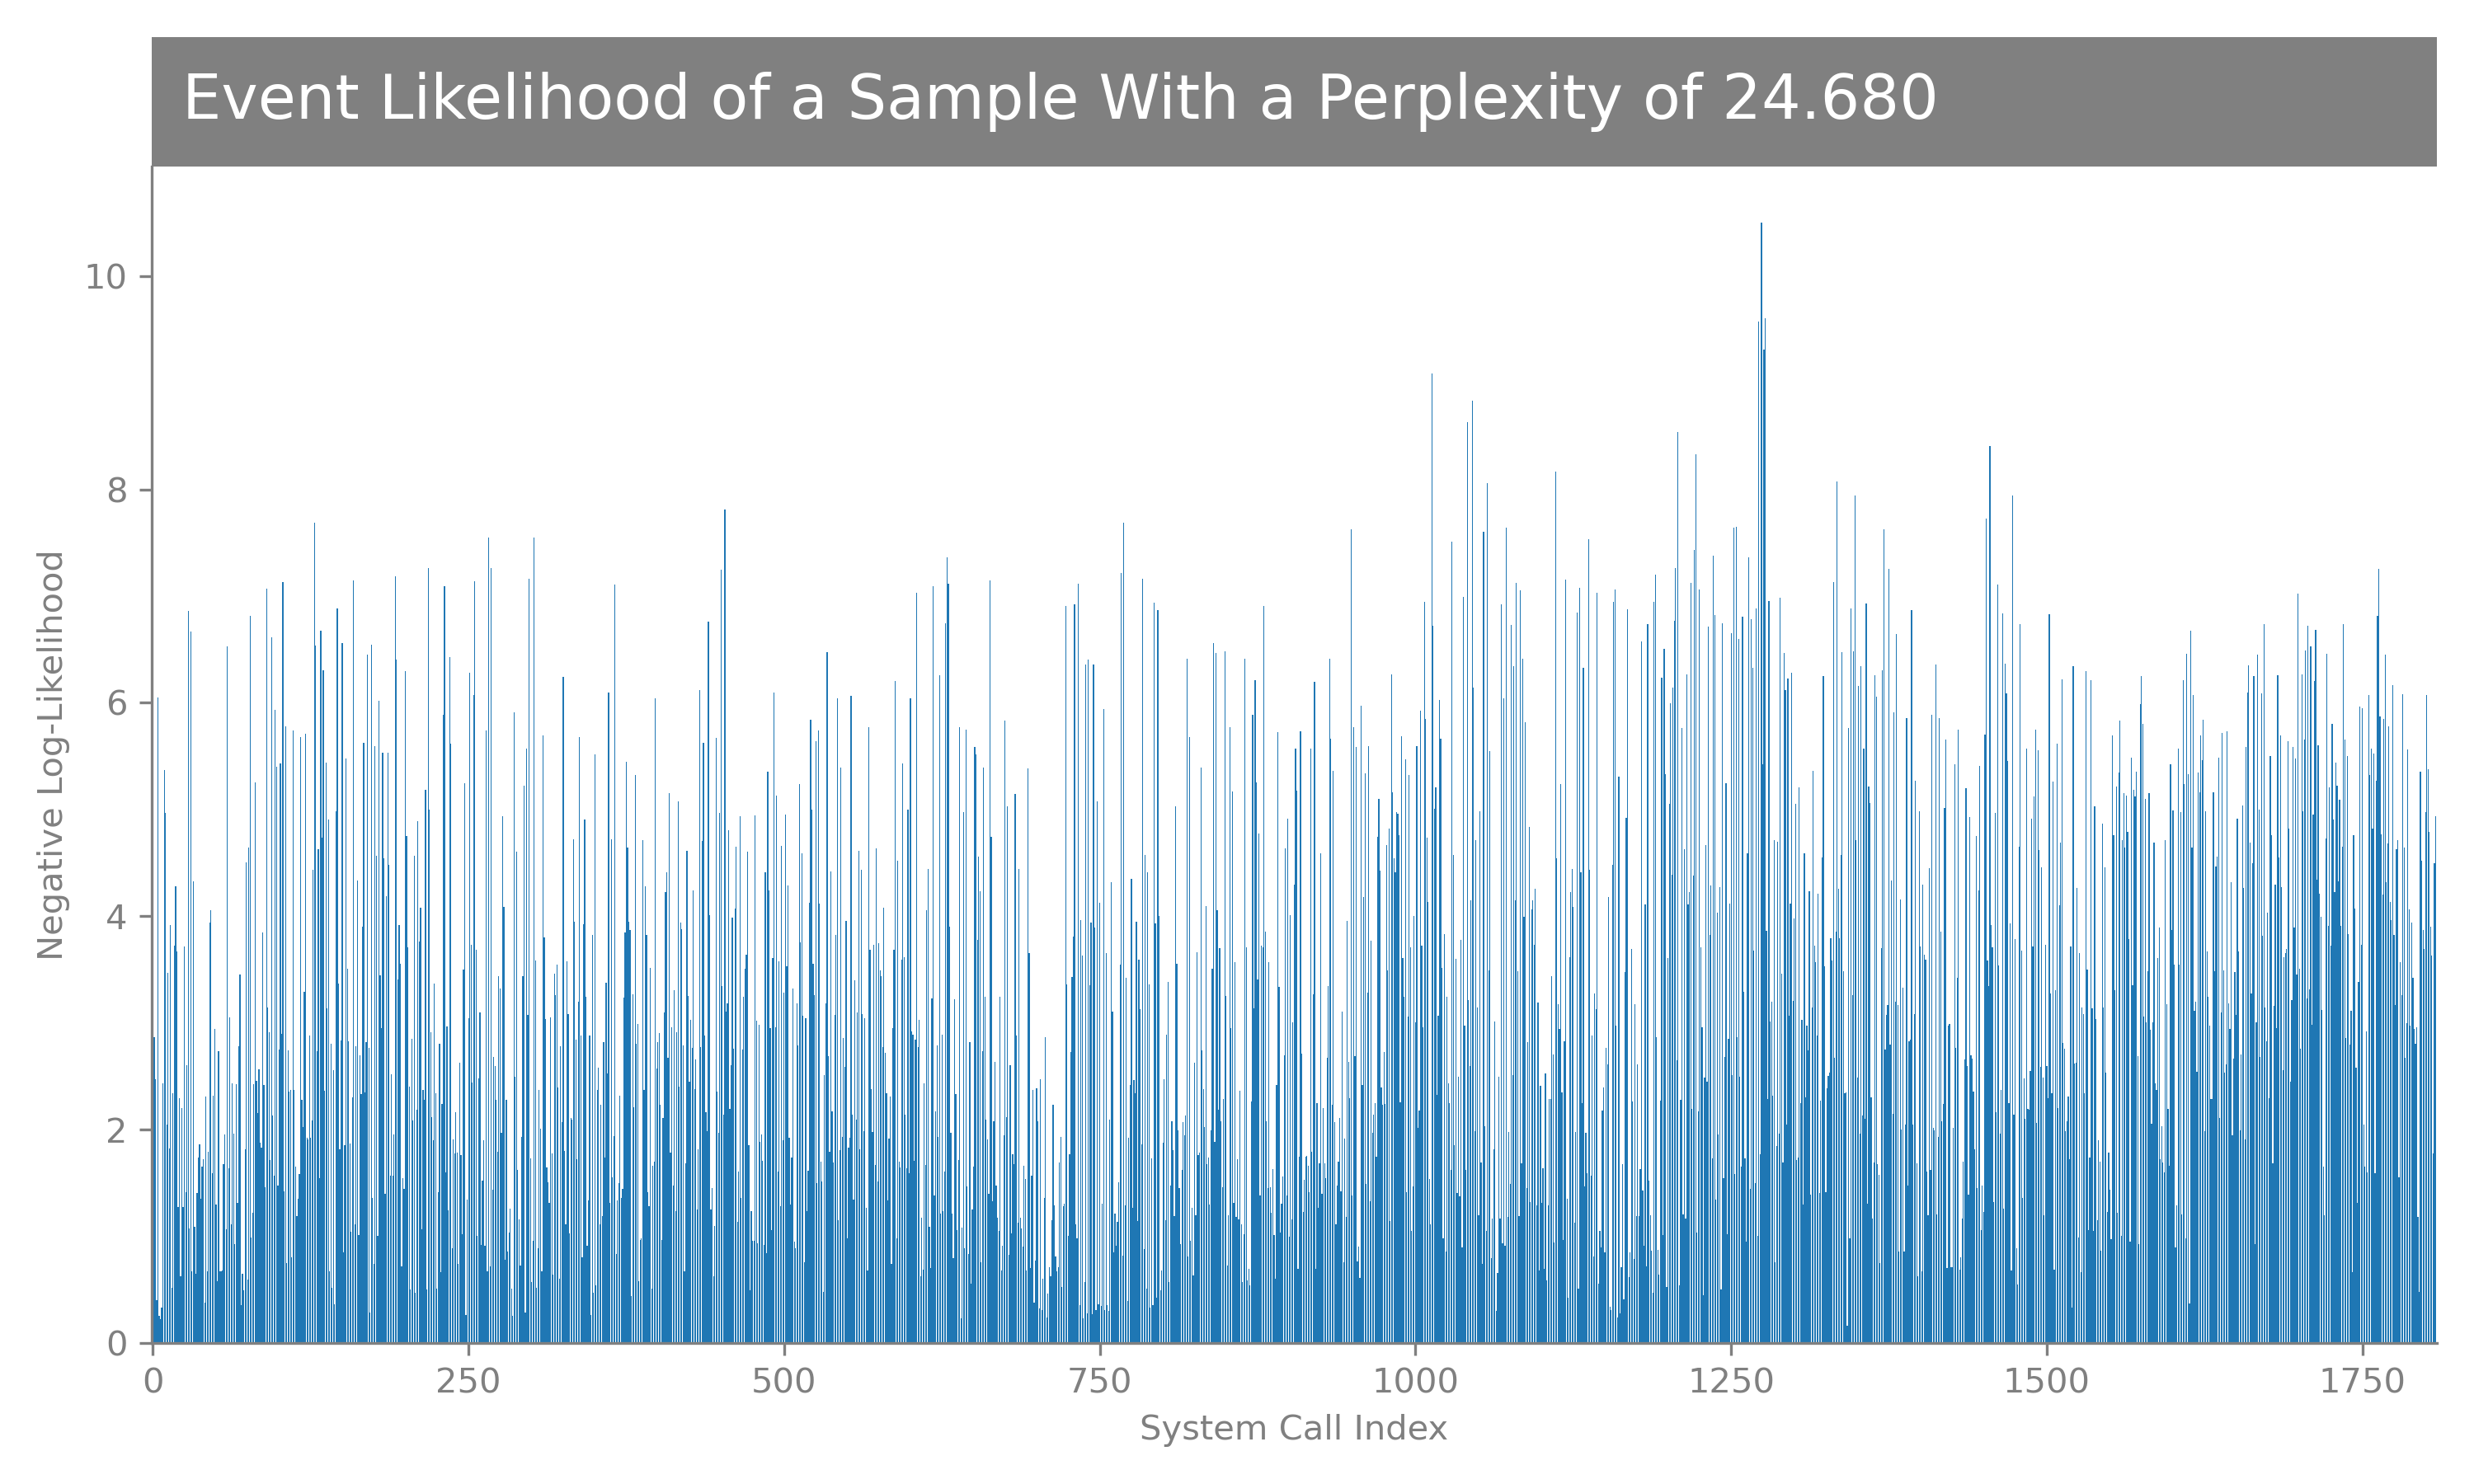 Event Likelihood of a Sample With a Perplexity of 24.680
10
8
6
4
2
0
Negative Log-Likelihood
0 250 500 750 1000 1250 1500 1750
System Call Index